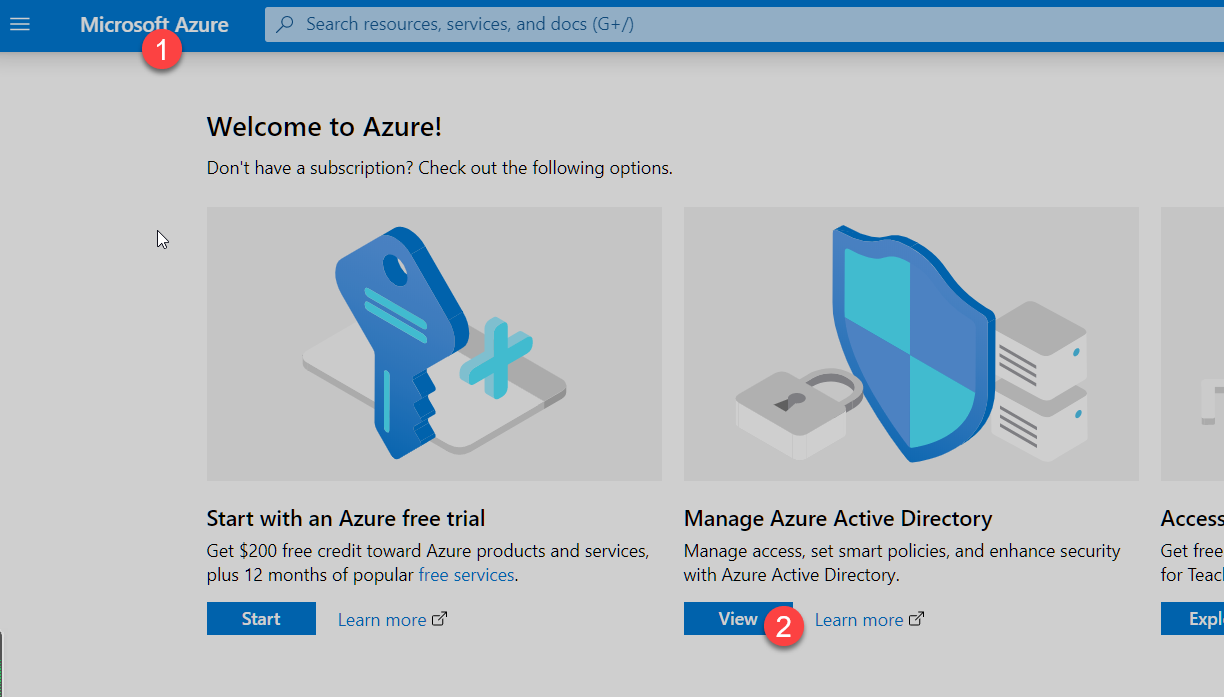 Microsoft Azure
Search resources, services, and docs (G+/)
1
Welcome to Azure!
Don't have a subscription? Check out the following options.
Start with an Azure free trial
Get $200 free credit toward Azure products and services,
plus 12 months of popular free services.
Start
Learn more
Manage Azure Active Directory
Manage access, set smart policies, and enhance security
with Azure Active Directory.
View
2
Learn more
Access
Get free
for Teac
Expl